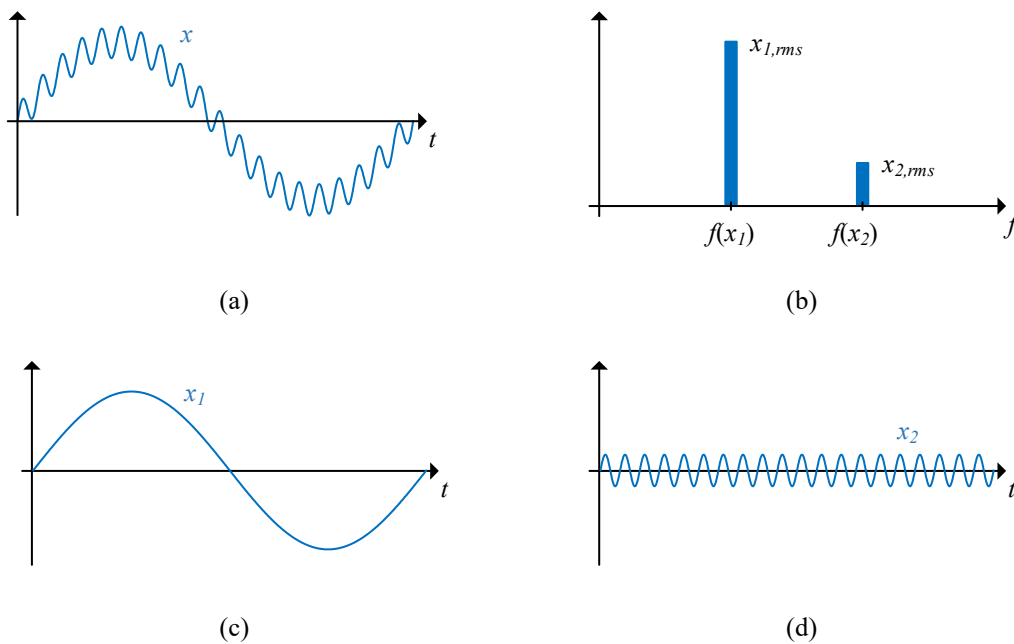 x
t
(a)
x1,rms
x2,rms
f(x1)
f(x2)
f
(b)
x1
t
(c)
x2
t
(d)